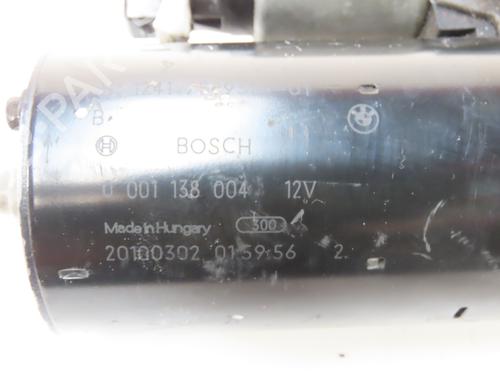 A
B
BOSCH
0 001 138 004 12V
Made in Hungary 300
20100302 01:59:56 2.